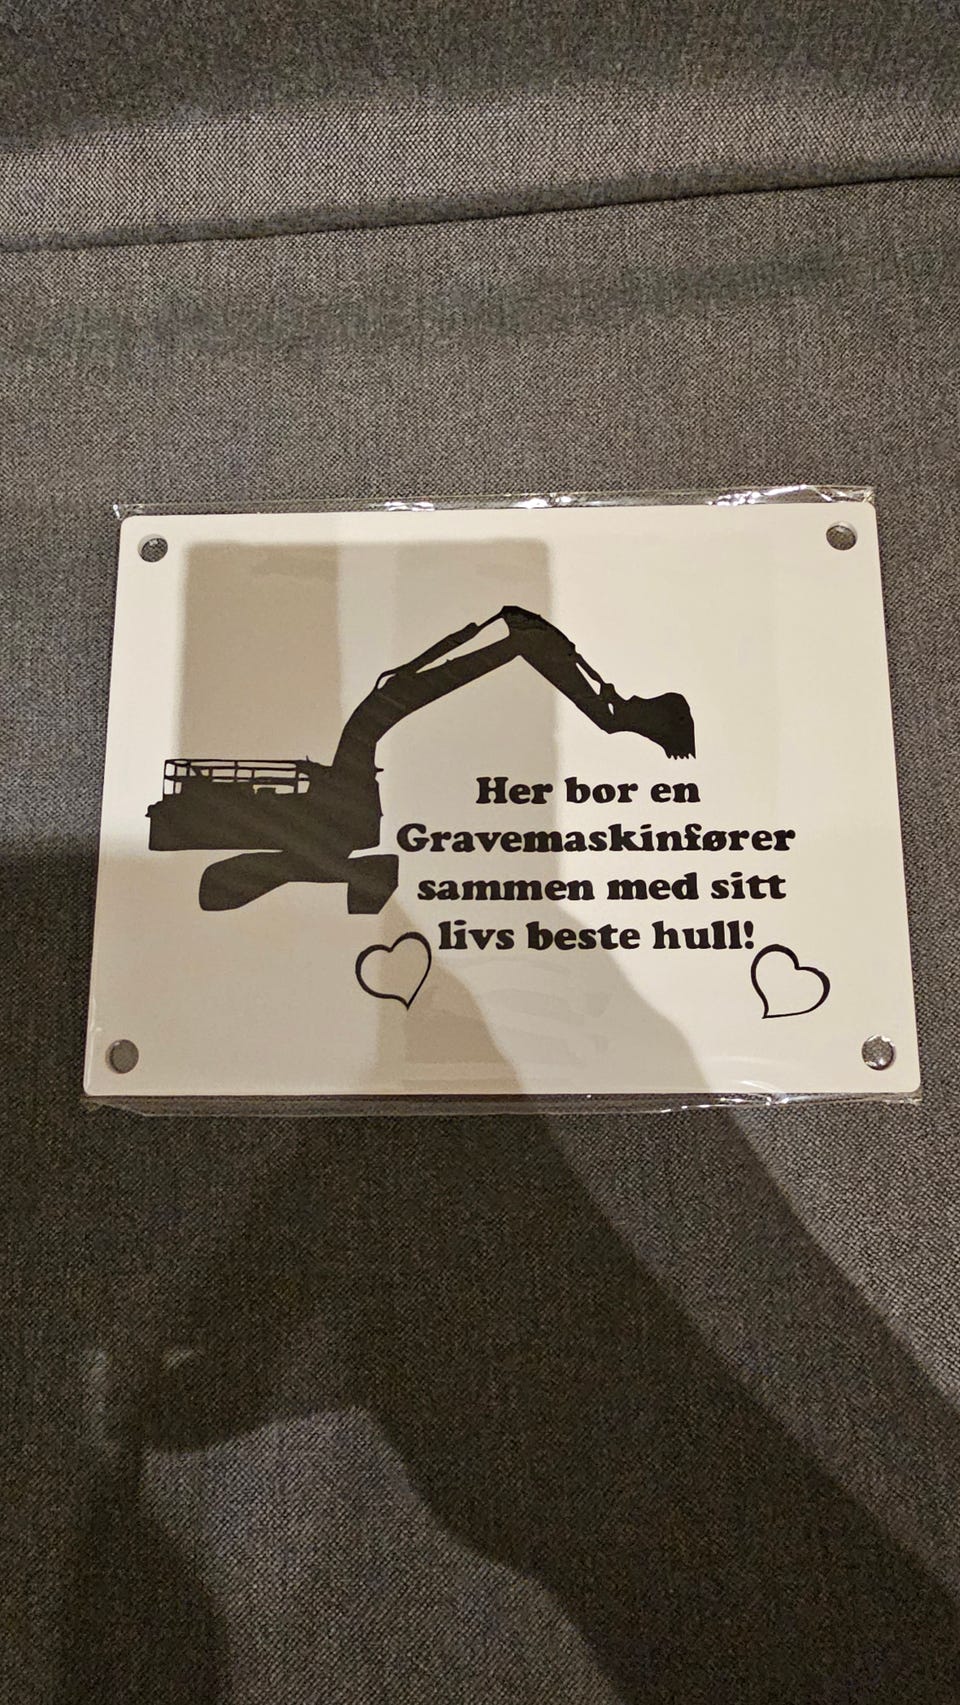 Her bor en
Gravemaskinfører
sammen med sitt
livs beste hull!